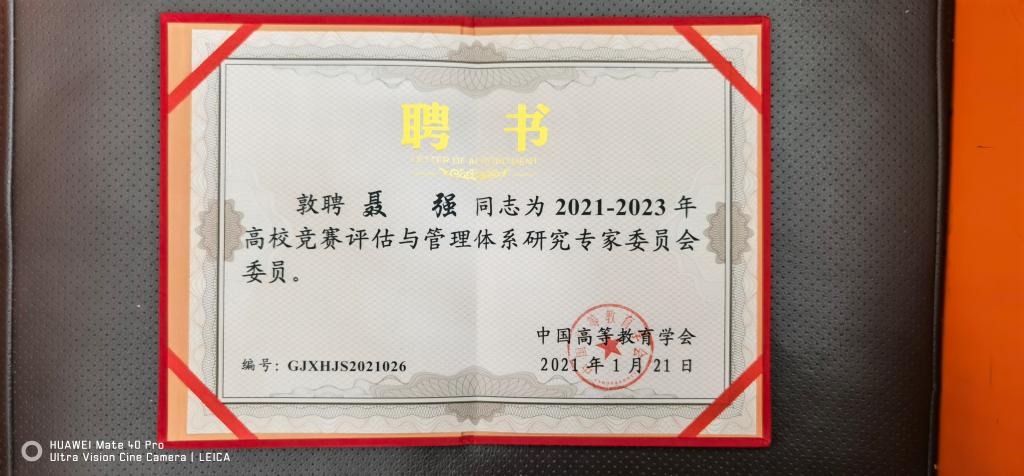 聘 书
LETTER OF APPOINTMENT
敦聘 聂 强 同志为 2021-2023 年
高校竞赛评估与管理体系研究专家委员会
委员。
中国高等教育学会
编号：GJXHJS2021026
2021 年 1 月 21 日
HUAWEI Mate 40 Pro
Ultra Vision Cine Camera | LEICA